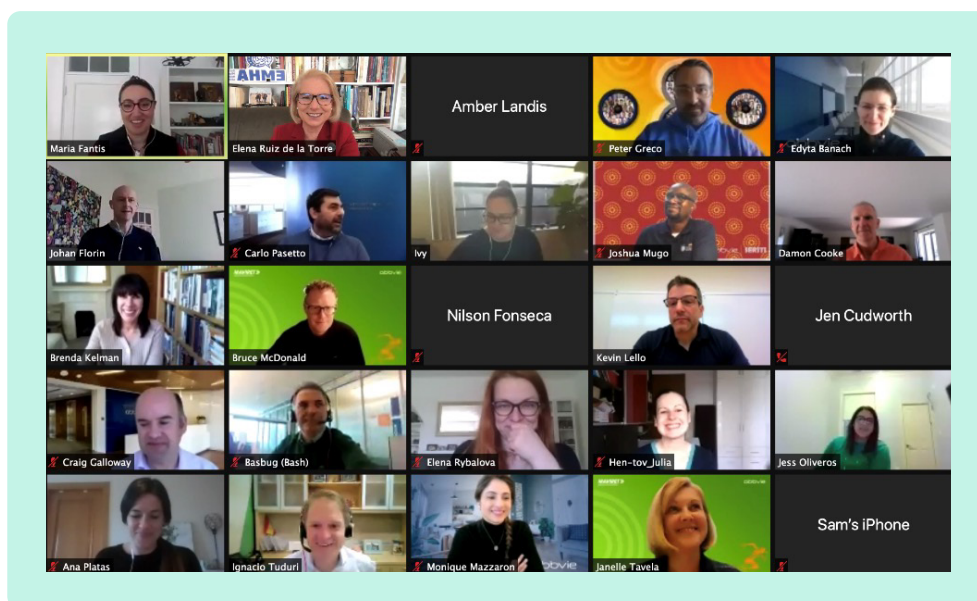 AHMƎ
Maria Fantis
Elena Ruiz de la Torre
Amber Landis
Peter Greco
Edyta Banach
Johan Florin
Carlo Pasetto
Ivy
Joshua Mugo
Damon Cooke
Brenda Kelman
Bruce McDonald
Nilson Fonseca
Kevin Lello
Jen Cudworth
Craig Galloway
Basbug (Bash)
Elena Rybalova
Hen-tov_Julia
Jess Oliveros
Ana Platas
Ignacio Tuduri
Monique Mazzaron
Janelle Tavela
Sam's iPhone